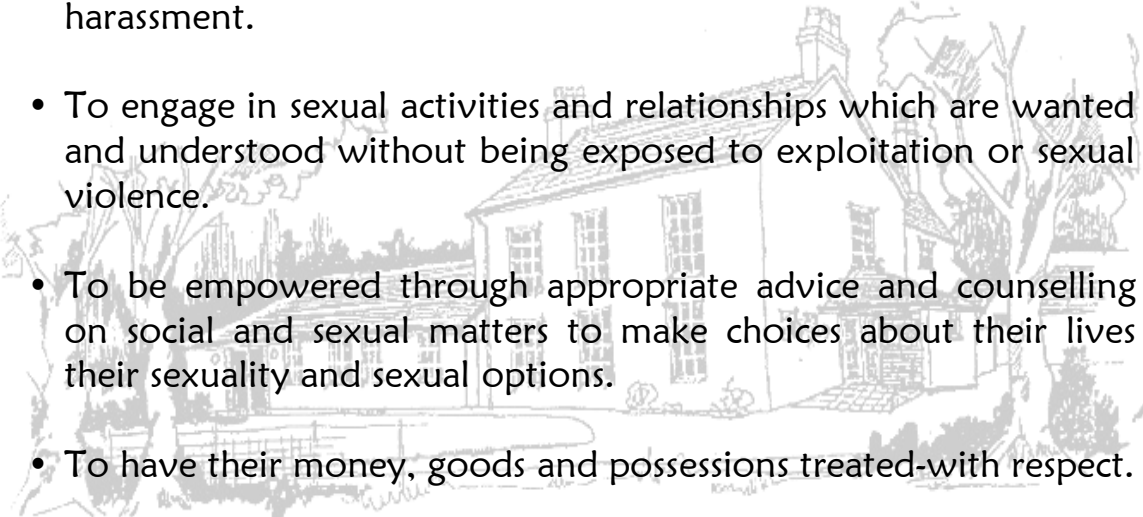 harassment.
• To engage in sexual activities and relationships which are wanted
and understood without being exposed to exploitation or sexual
violence.
• To be empowered through appropriate advice and counselling
on social and sexual matters to make choices about their lives
their sexuality and sexual options.
• To have their money, goods and possessions treated-with respect.